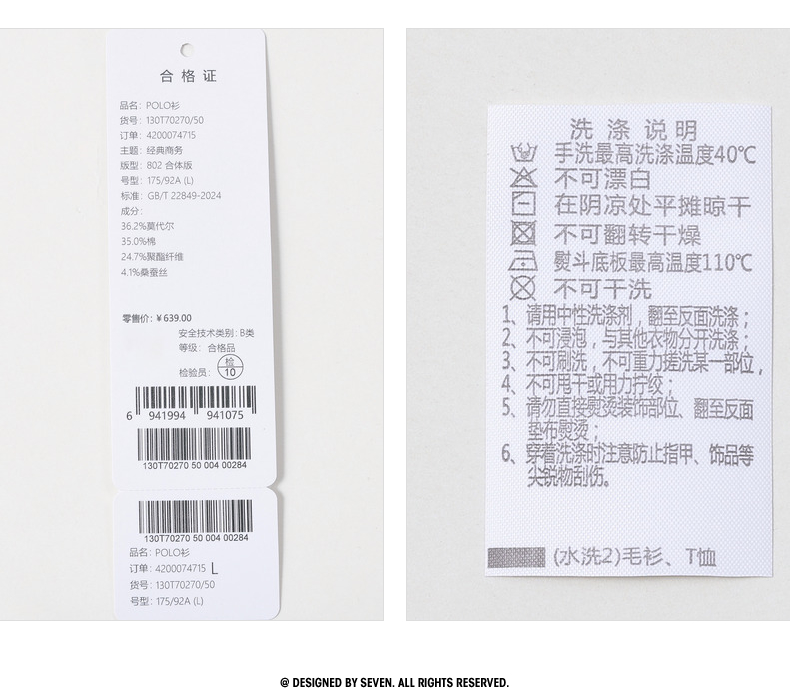 合格证
品名：POLO衫
货号：130T70270/50
订单：4200074715
主题：经典商务
版型：802 合体版
号型：175/92A (L)
标准：GB/T 22849-2024
成分：
36.2%莫代尔
35.0%棉
24.7%聚酯纤维
4.1%桑蚕丝
零售价：¥639.00
安全技术类别：B类
等级：合格品
检验员：检10
6 941994 941075
130T70270 50 004 00284
130T70270 50 004 00284
品名：POLO衫
订单：4200074715 L
货号：130T70270/50
号型：175/92A (L)
洗涤说明
手洗最高洗涤温度40℃
不可漂白
在阴凉处平摊晾干
不可翻转干燥
熨斗底板最高温度110℃
不可干洗
1、请用中性洗涤剂，翻至反面洗涤；
2、不可浸泡，与其他衣物分开洗涤；
3、不可刷洗，不可重力搓洗某一部位，
4、不可甩干或用力拧绞；
5、请勿直接熨烫装饰部位、翻至反面
垫布熨烫；
6、穿着洗涤时注意防止指甲、饰品等
尖锐物刮伤。
(水洗2)毛衫、T恤
@ DESIGNED BY SEVEN. ALL RIGHTS RESERVED.